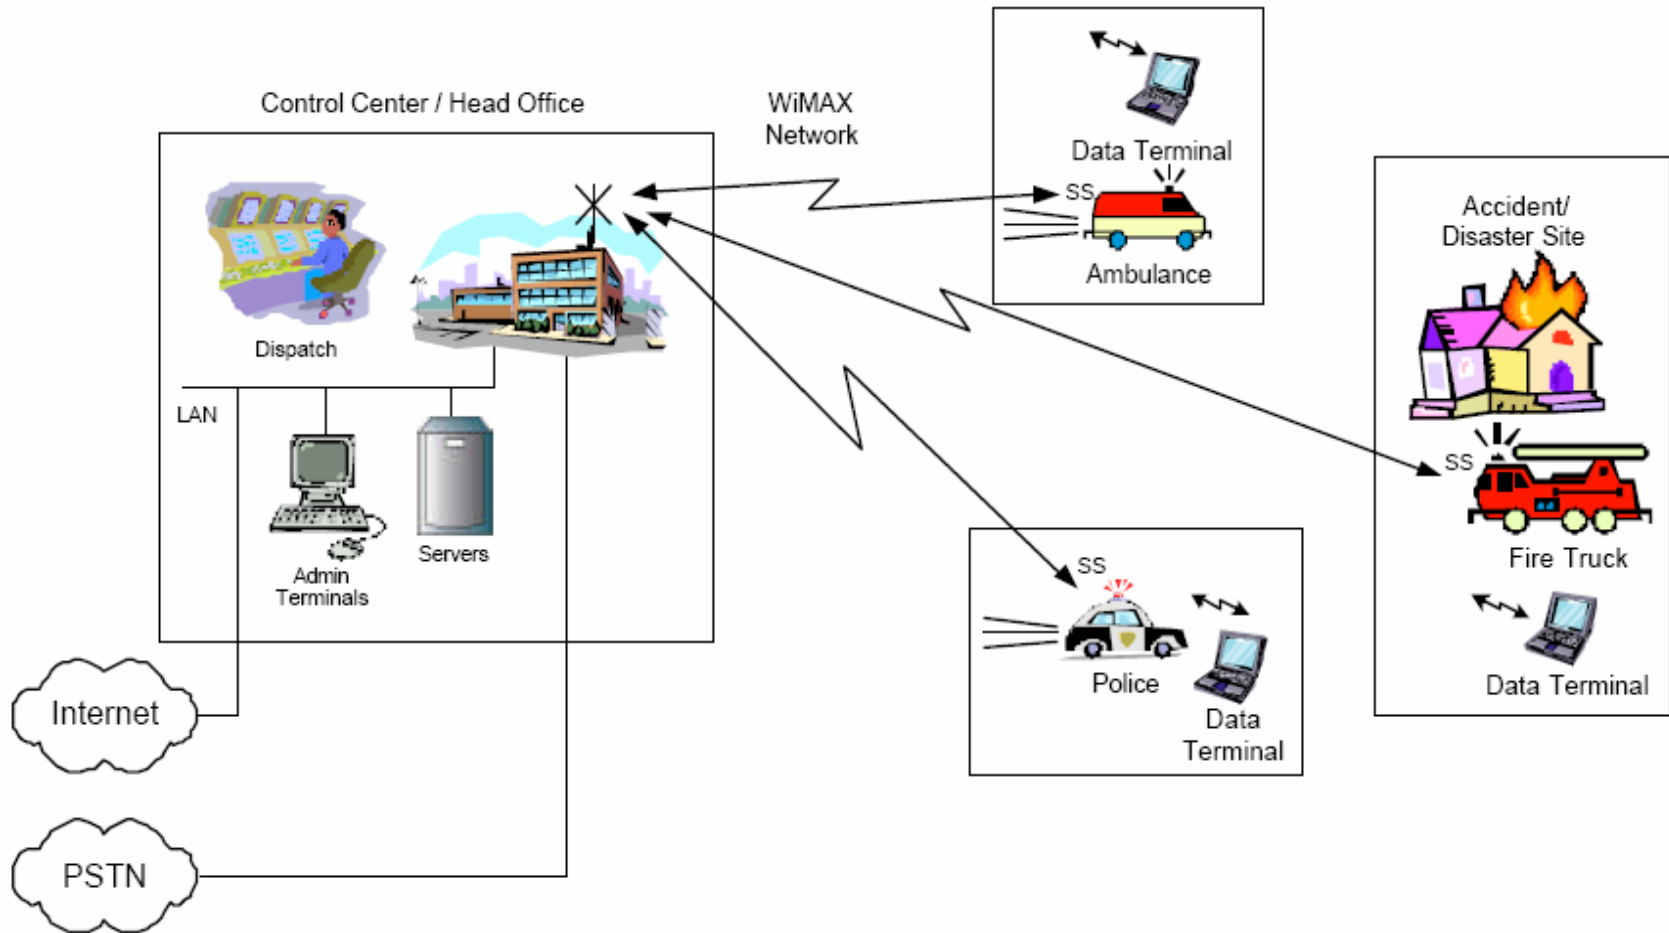 Control Center / Head Office
WiMAX
Network
Data Terminal
SS
Ambulance
Accident/
Disaster Site
Dispatch
LAN
SS
Fire Truck
Servers
Admin
Terminals
SS
Police
Data
Terminal
Data Terminal
Internet
PSTN